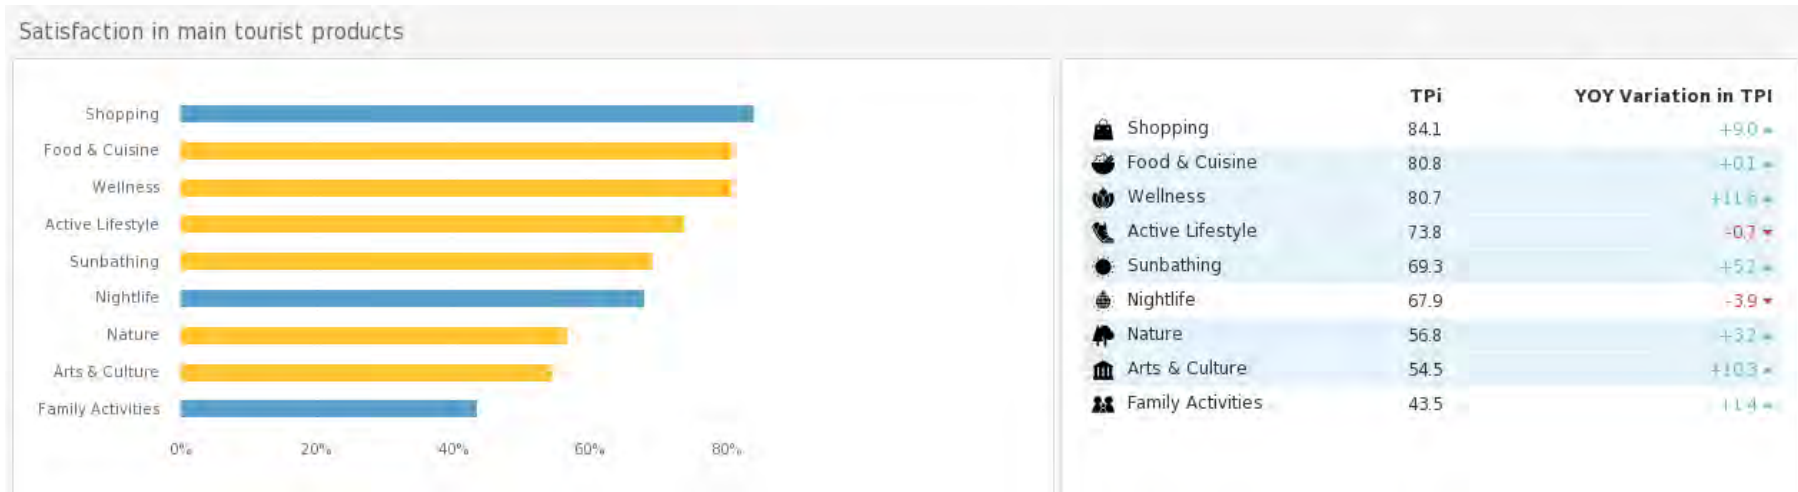 Satisfaction in main tourist products
Shopping
Food & Cuisine
Wellness
Active Lifestyle
Sunbathing
Nightlife
Nature
Arts & Culture
Family Activities
0% 20% 40% 60% 80%
TPi YOY Variation in TPI
Shopping 84.1 +9.0
Food & Cuisine 80.8 +0.1
Wellness 80.7 +11.6
Active Lifestyle 73.8 -0.7
Sunbathing 69.3 +5.2
Nightlife 67.9 -3.9
Nature 56.8 +3.2
Arts & Culture 54.5 +10.3
Family Activities 43.5 +1.4